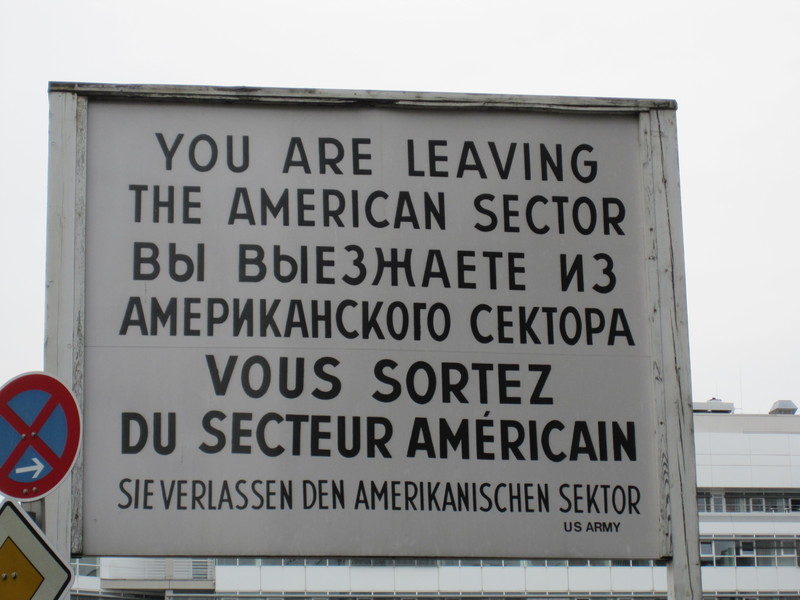 YOU ARE LEAVING
THE AMERICAN SECTOR
ВЫ ВЫЕЗЖАЕТЕ ИЗ
АМЕРИКАНСКОГО СЕКТОРА
VOUS SORTEZ
DU SECTEUR AMÉRICAIN
SIE VERLASSEN DEN AMERIKANISCHEN SEKTOR
US ARMY